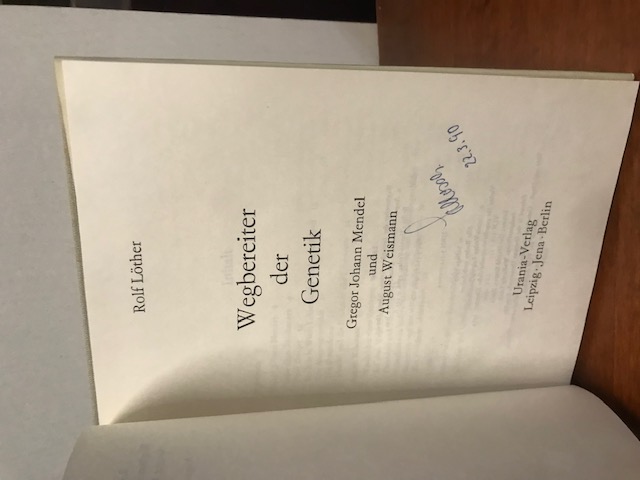 Rolf Löther
Wegbereiter
der
Genetik
Gregor Johann Mendel
und
August Weismann
22.3.90
Urania-Verlag
Leipzig · Jena · Berlin